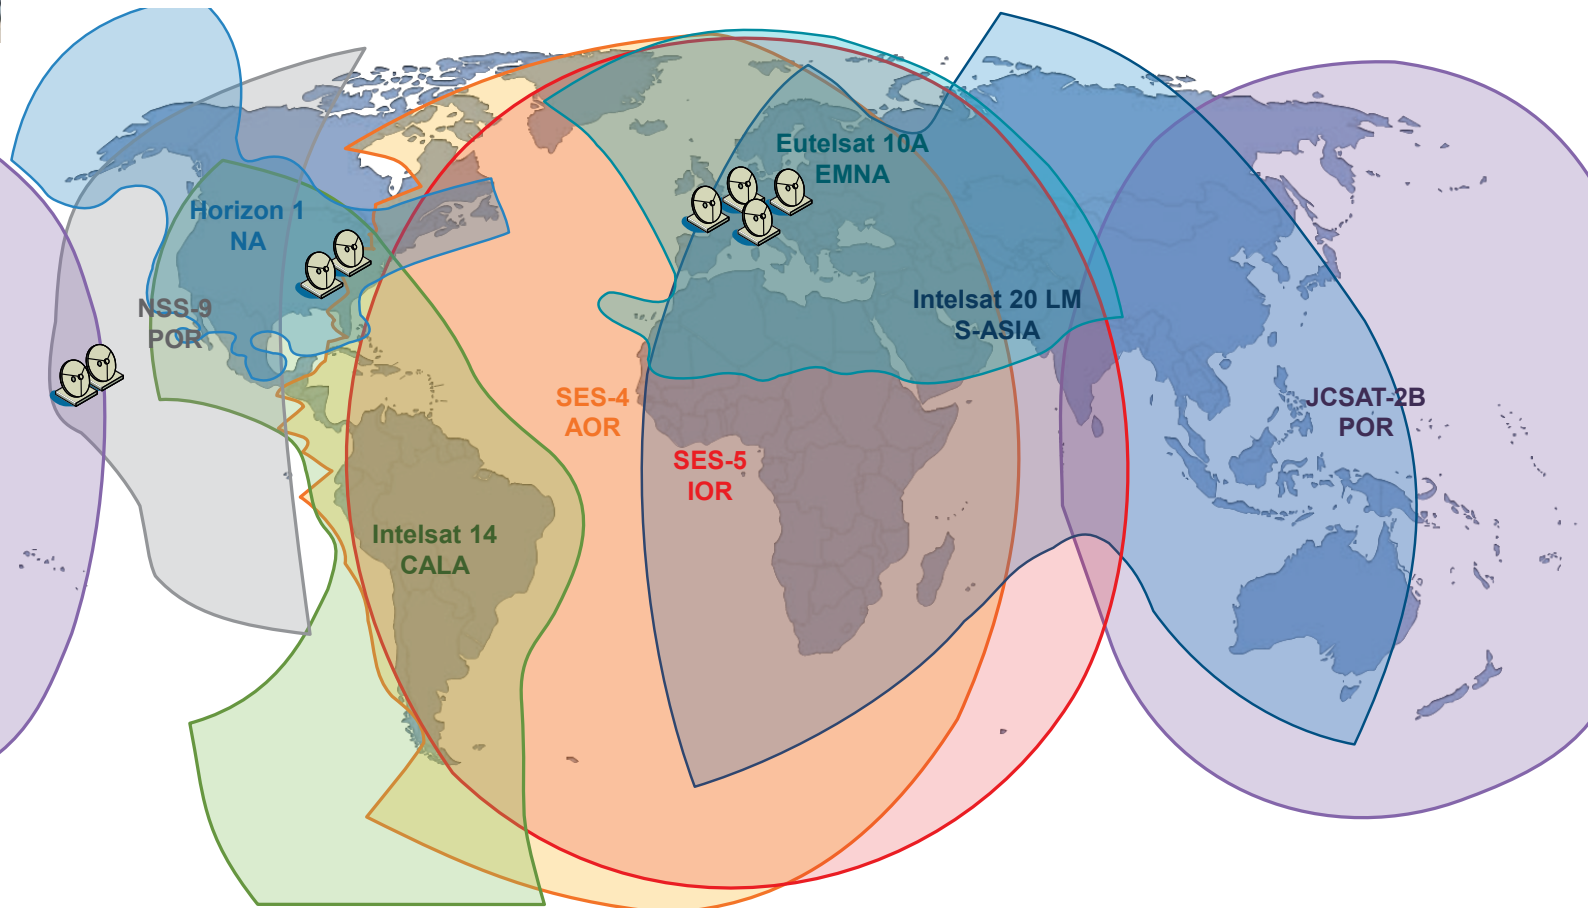 Eutelsat 10A
EMNA
Horizon 1
NA
NSS-9
POR
Intelsat 20 LM
S-ASIA
SES-4
AOR
JCSAT-2B
POR
SES-5
IOR
Intelsat 14
CALA